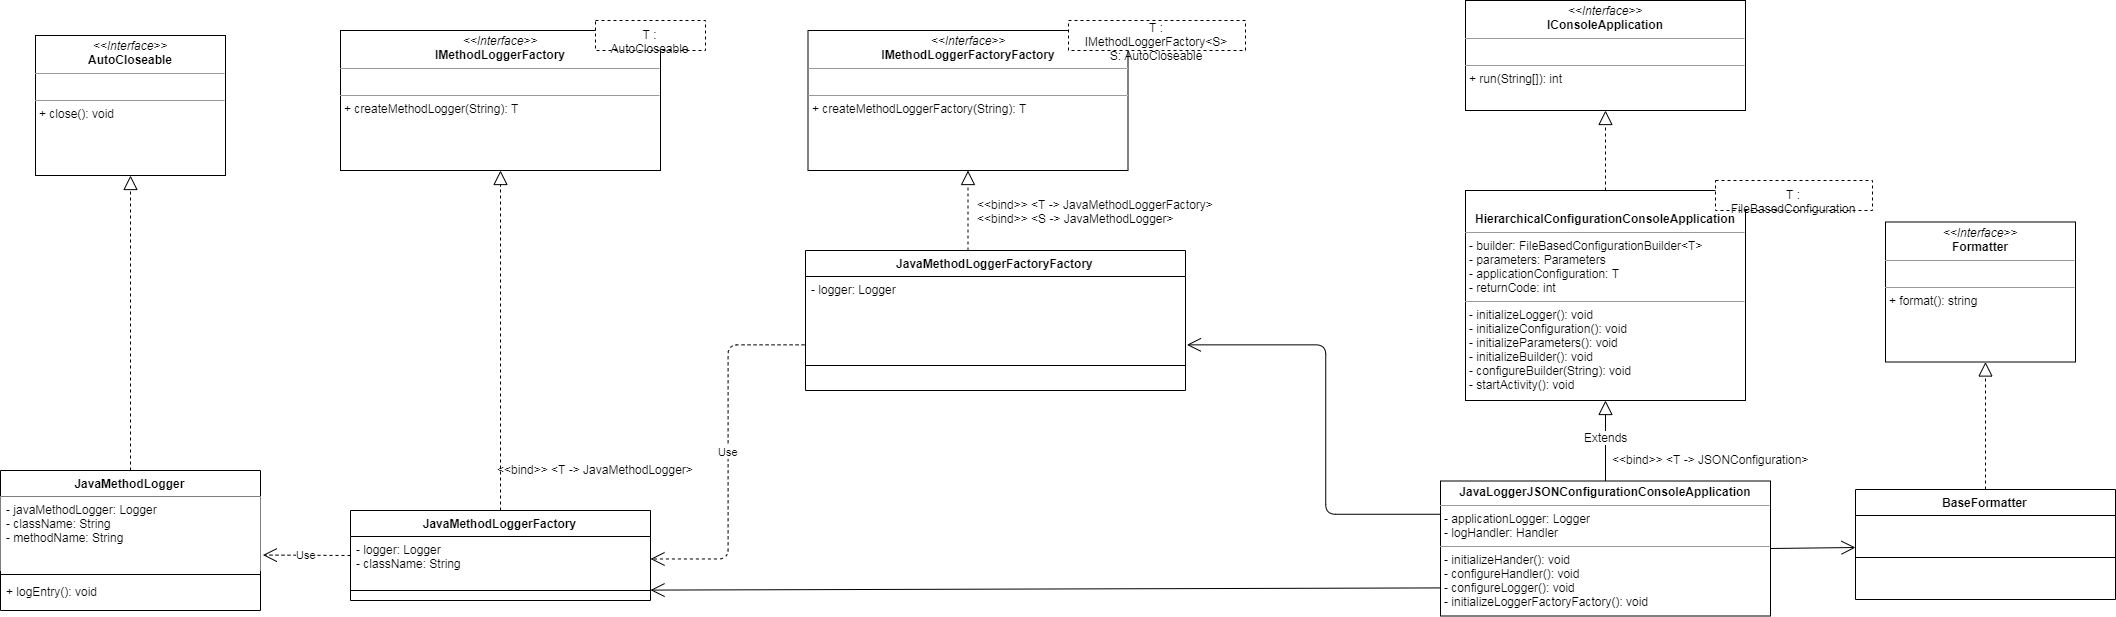 <<Interface>>
AutoCloseable
+ close(): void
<<Interface>>
IMethodLoggerFactory
T :
AutoCloseable
+ createMethodLogger(String): T
<<Interface>>
IMethodLoggerFactoryFactory
T :
IMethodLoggerFactory<S>
S: AutoCloseable
+ createMethodLoggerFactory(String): T
<<Interface>>
IConsoleApplication
+ run(String[]): int
<<bind>> <T -> JavaMethodLoggerFactory>
<<bind>> <S -> JavaMethodLogger>
JavaMethodLoggerFactoryFactory
- logger: Logger
T :
FileBasedConfiguration
HierarchicalConfigurationConsoleApplication
- builder: FileBasedConfigurationBuilder<T>
- parameters: Parameters
- applicationConfiguration: T
- returnCode: int
- initializeLogger(): void
- initializeConfiguration(): void
- initializeParameters(): void
- initializeBuilder(): void
- configureBuilder(String): void
- startActivity(): void
<<Interface>>
Formatter
+ format(): string
Extends
<<bind>> <T -> JSONConfiguration>
Use
<<bind>> <T -> JavaMethodLogger>
JavaMethodLogger
- javaMethodLogger: Logger
- className: String
- methodName: String
+ logEntry(): void
Use
JavaMethodLoggerFactory
- logger: Logger
- className: String
JavaLoggerJSONConfigurationConsoleApplication
- applicationLogger: Logger
- logHandler: Handler
- initializeHander(): void
- configureHandler(): void
- configureLogger(): void
- initializeLoggerFactoryFactory(): void
BaseFormatter